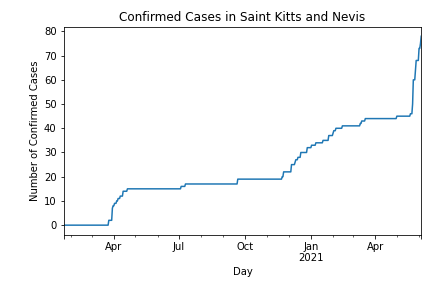 Confirmed Cases in Saint Kitts and Nevis
80
70
60
50
40
30
20
10
0
Number of Confirmed Cases
Apr Jul Oct Jan Apr
2021
Day